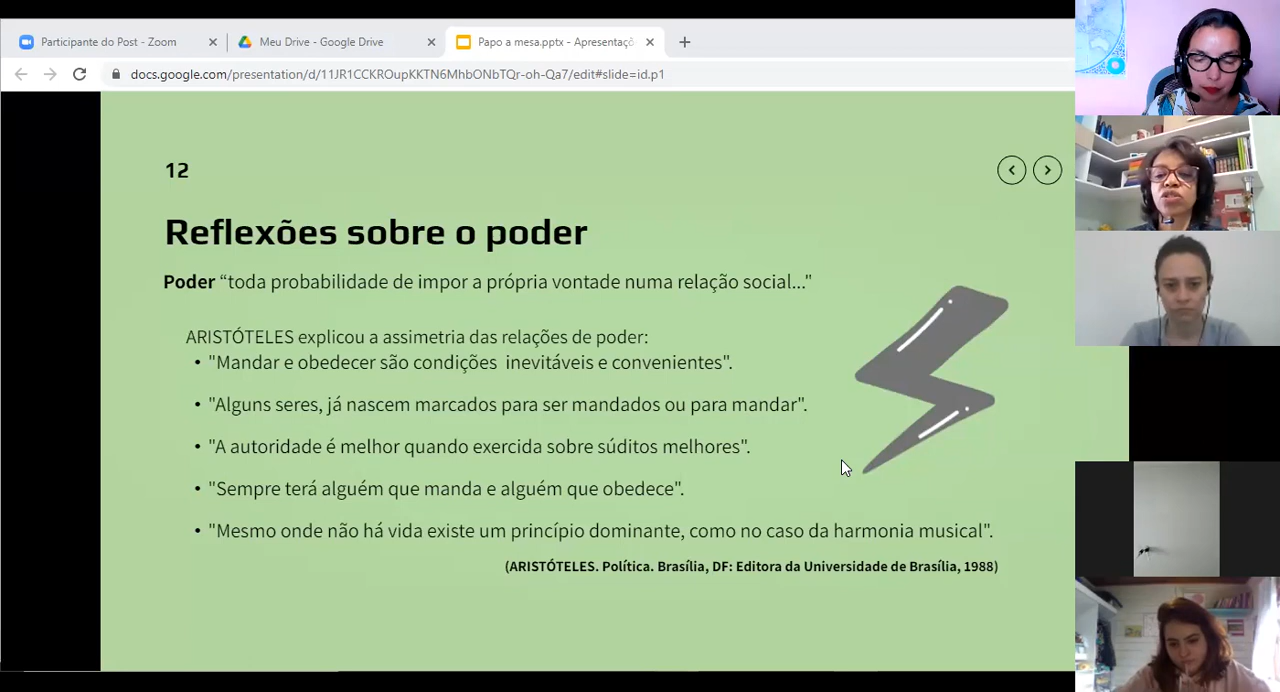 Participante do Post - Zoom
Meu Drive - Google Drive
Papo a mesa.pptx - Apresentaçõ
docs.google.com/presentation/d/11JR1CCKROupKKTN6MhbONbTQr-oh-Qa7/edit#slide=id.p1
12
Reflexões sobre o poder
Poder “toda probabilidade de impor a própria vontade numa relação social..."
ARISTÓTELES explicou a assimetria das relações de poder:
• "Mandar e obedecer são condições inevitáveis e convenientes".
• "Alguns seres, já nascem marcados para ser mandados ou para mandar".
• "A autoridade é melhor quando exercida sobre súditos melhores".
• "Sempre terá alguém que manda e alguém que obedece".
• "Mesmo onde não há vida existe um princípio dominante, como no caso da harmonia musical".
(ARISTÓTELES. Política. Brasília, DF: Editora da Universidade de Brasília, 1988)